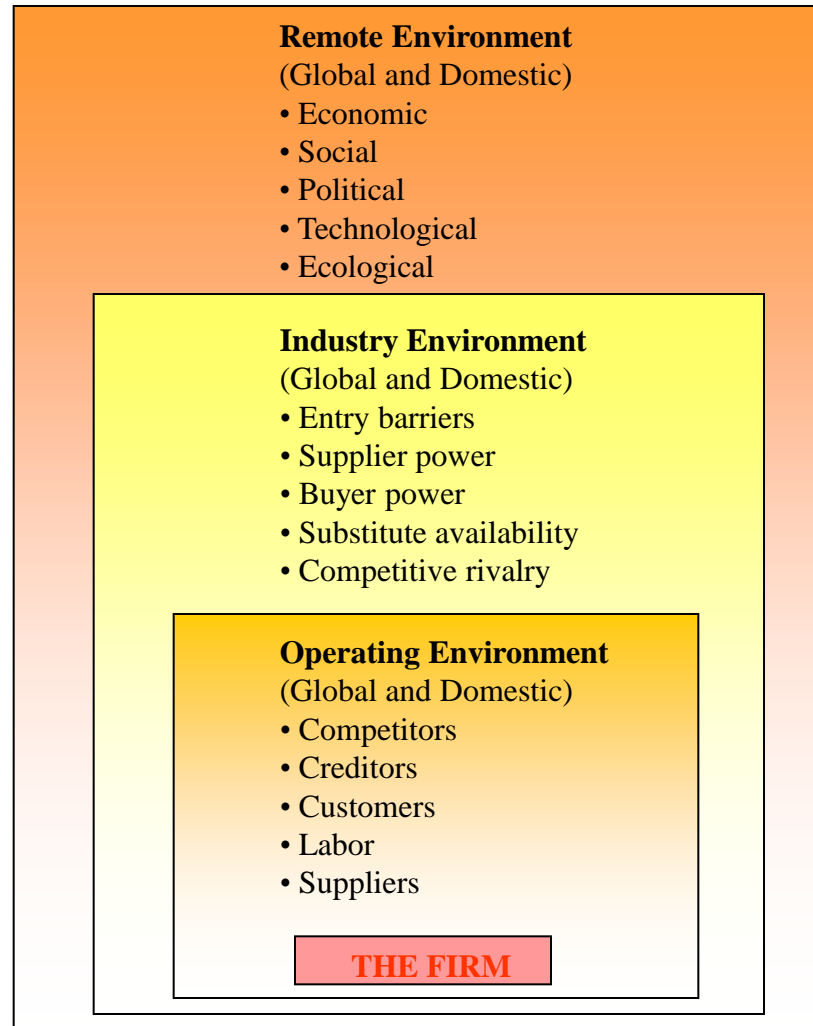 Remote Environment
(Global and Domestic)
• Economic
• Social
• Political
• Technological
• Ecological
Industry Environment
(Global and Domestic)
• Entry barriers
• Supplier power
• Buyer power
• Substitute availability
• Competitive rivalry
Operating Environment
(Global and Domestic)
• Competitors
• Creditors
• Customers
• Labor
• Suppliers
THE FIRM